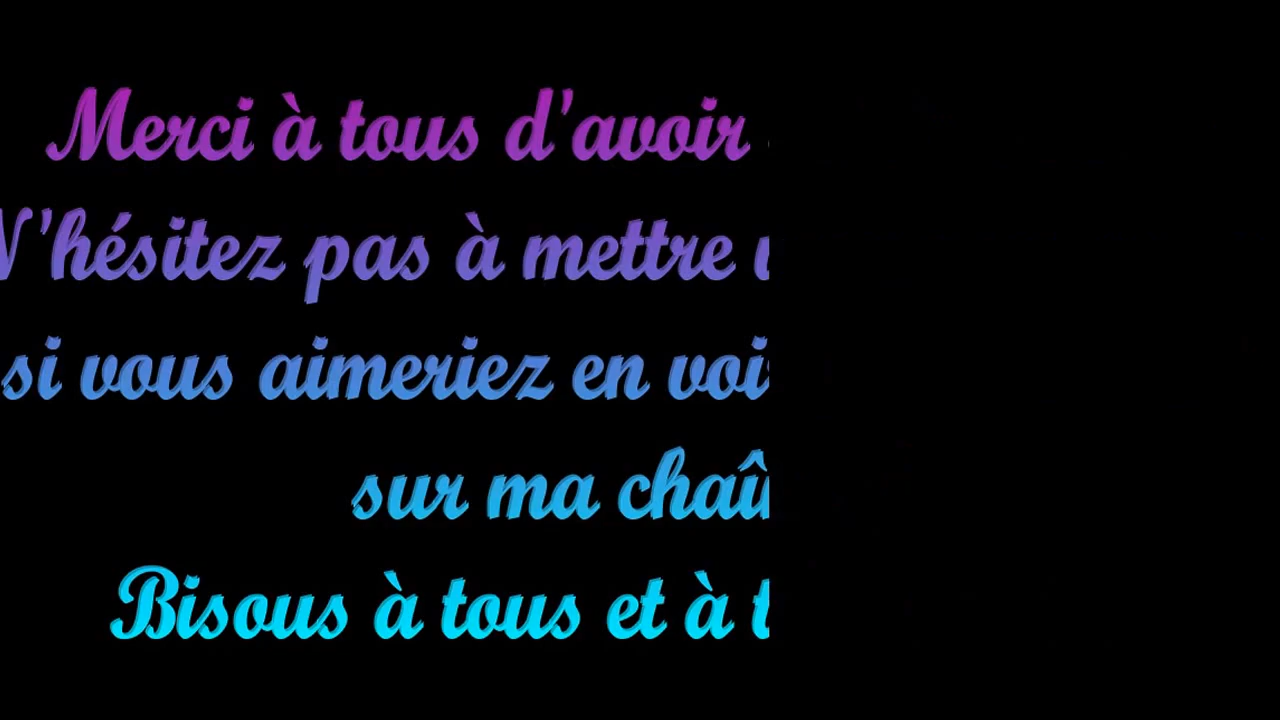 Merci à tous d'avoir
N'hésitez pas à mettre
si vous aimeriez en voi
sur ma chaî
Bisous à tous et à t